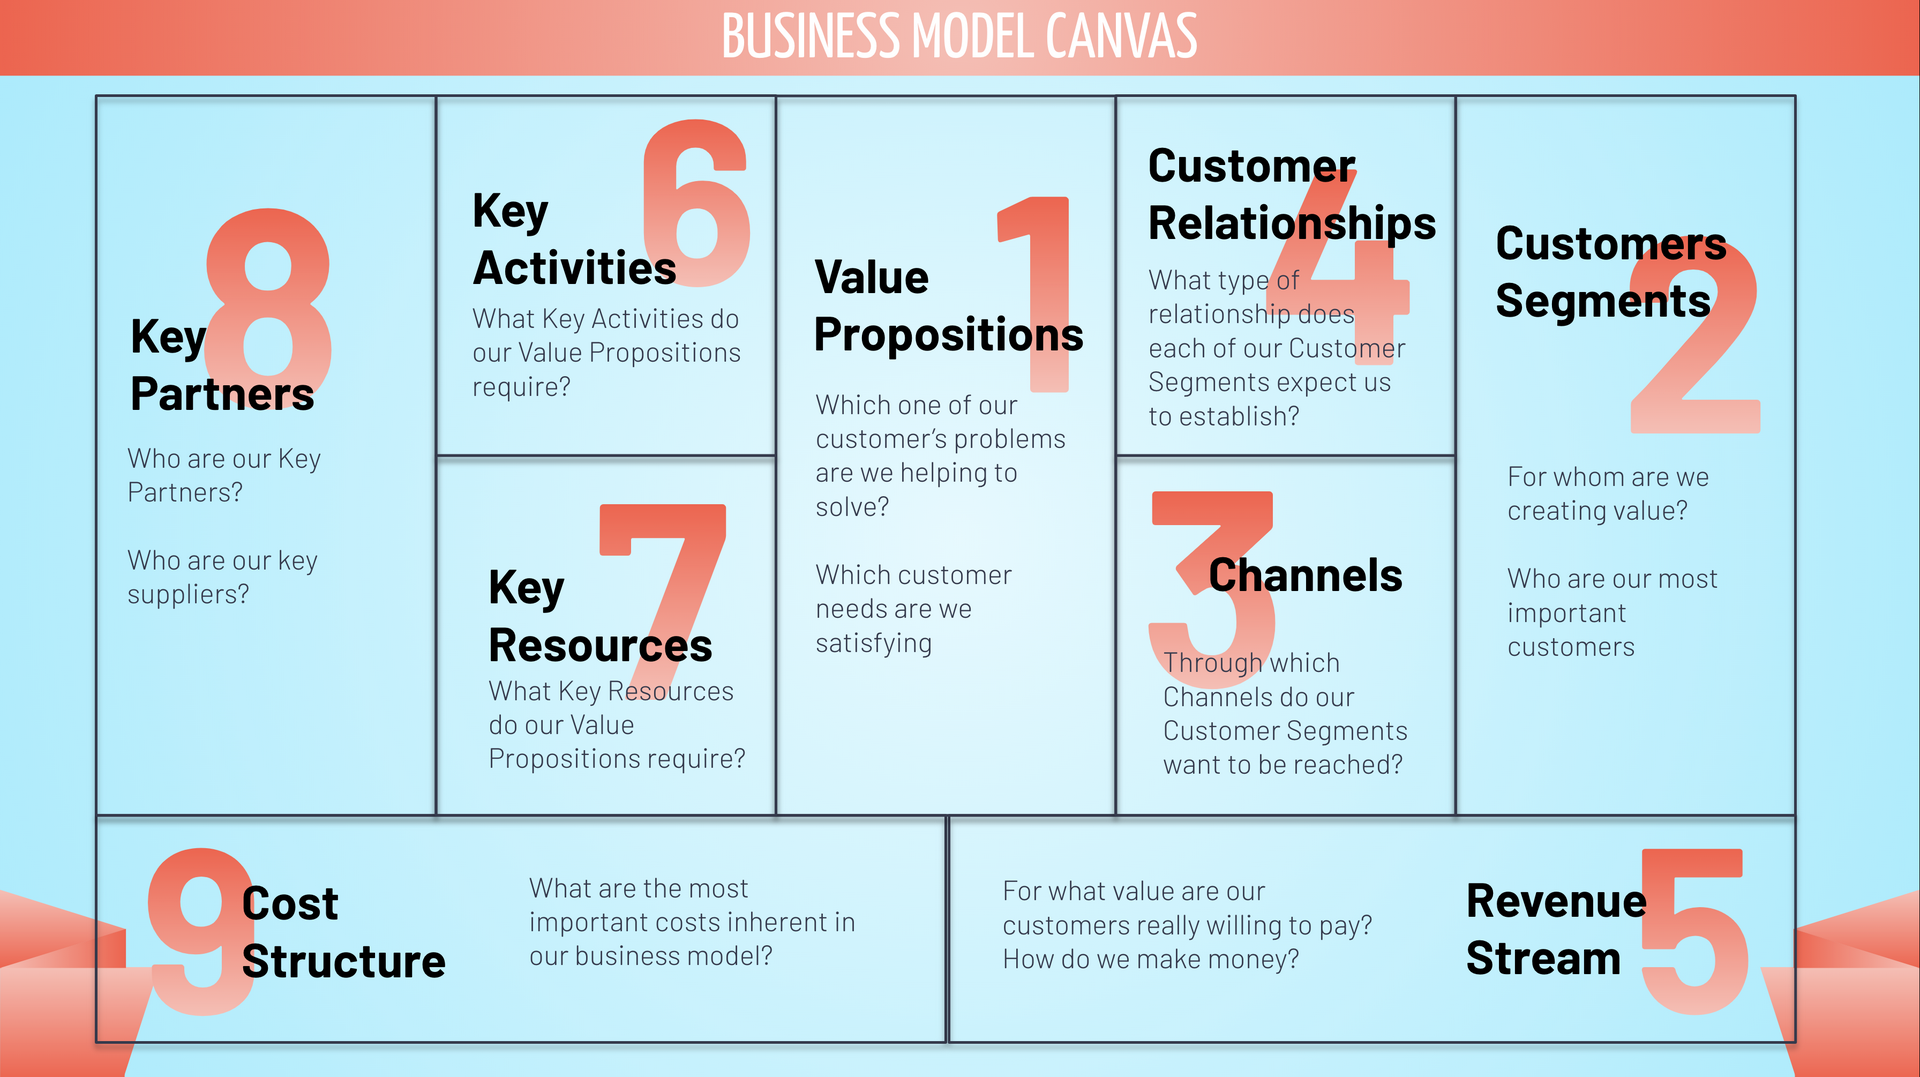 BUSINESS MODEL CANVAS
8
Key
Partners
Who are our Key
Partners?
Who are our key
suppliers?
6
Key
Activities
What Key Activities do
our Value Propositions
require?
7
Key
Resources
What Key Resources
do our Value
Propositions require?
1
Value
Propositions
Which one of our
customer’s problems
are we helping to
solve?
Which customer
needs are we
satisfying
4
Customer
Relationships
What type of
relationship does
each of our Customer
Segments expect us
to establish?
3
Channels
Through which
Channels do our
Customer Segments
want to be reached?
2
Customers
Segments
For whom are we
creating value?
Who are our most
important
customers
9
Cost
Structure
What are the most
important costs inherent in
our business model?
For what value are our
customers really willing to pay?
How do we make money?
Revenue
Stream
5